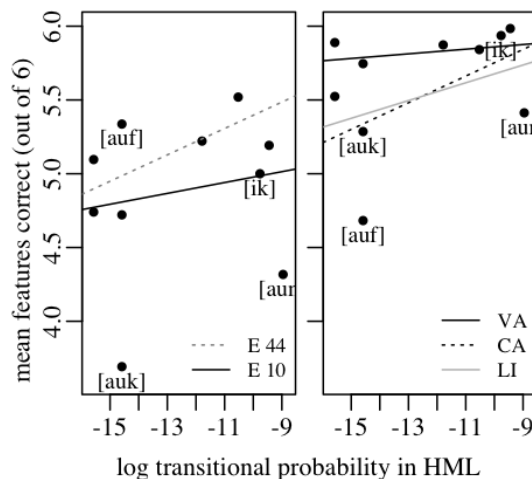 mean features correct (out of 6)
6.0
5.5
5.0
4.5
4.0
[auf]
[ik]
[aur
[auk]
E 44
E 10
-15
-13
-11
-9
[ik]
[auk]
[aur
[auf]
VA
CA
LI
-15
-13
-11
-9
log transitional probability in HML